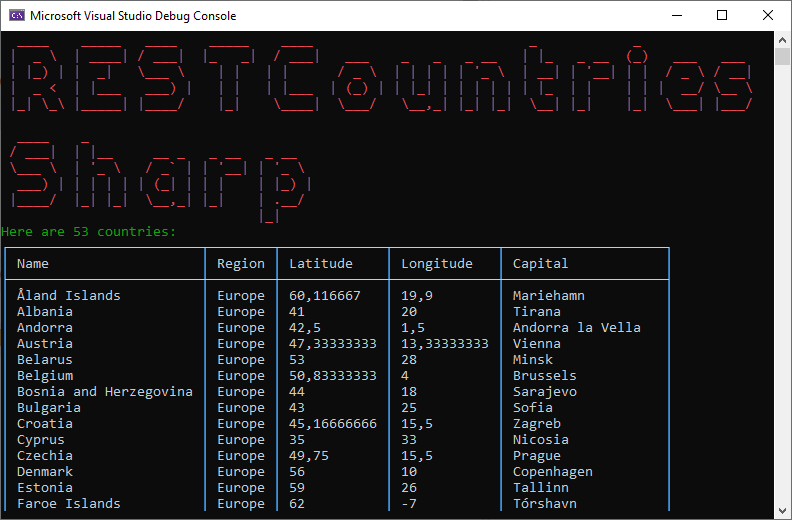 Microsoft Visual Studio Debug Console
RESTCountries
Sharp
Here are 53 countries:
Name Region Latitude Longitude Capital
Åland Islands Europe 60,116667 19,9 Mariehamn
Albania Europe 41 20 Tirana
Andorra Europe 42,5 1,5 Andorra la Vella
Austria Europe 47,33333333 13,33333333 Vienna
Belarus Europe 53 28 Minsk
Belgium Europe 50,83333333 4 Brussels
Bosnia and Herzegovina Europe 44 18 Sarajevo
Bulgaria Europe 43 25 Sofia
Croatia Europe 45,16666666 15,5 Zagreb
Cyprus Europe 35 33 Nicosia
Czechia Europe 49,75 15,5 Prague
Denmark Europe 56 10 Copenhagen
Estonia Europe 59 26 Tallinn
Faroe Islands Europe 62 -7 Tórshavn